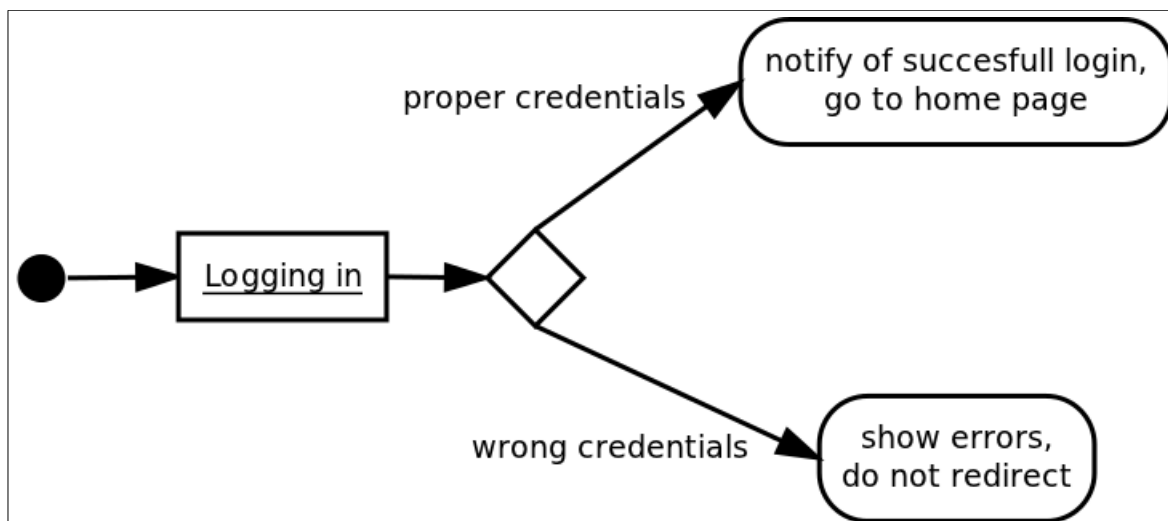 proper credentials
notify of succesfull login,
go to home page
Logging in
wrong credentials
show errors,
do not redirect